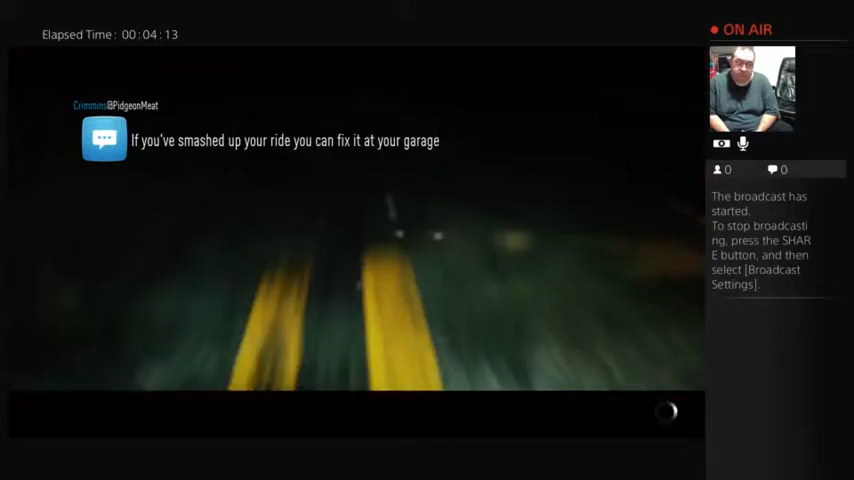 Elapsed Time: 00:04:13
ON AIR
Crimmins@PidgeonMeat
If you've smashed up your ride you can fix it at your garage
0 0
The broadcast has
started.
To stop broadcasti
ng, press the SHAR
E button, and then
select [Broadcast
Settings].